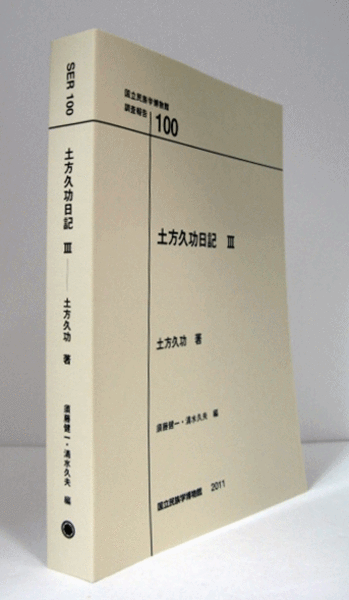 SER 100
土方久功日記 Ⅲ
土方久功 著
須藤健一・清水久夫 編
国立民族学博物館
調査報告 100
土方久功日記 Ⅲ
土方久功 著
須藤健一・清水久夫 編
国立民族学博物館 2011